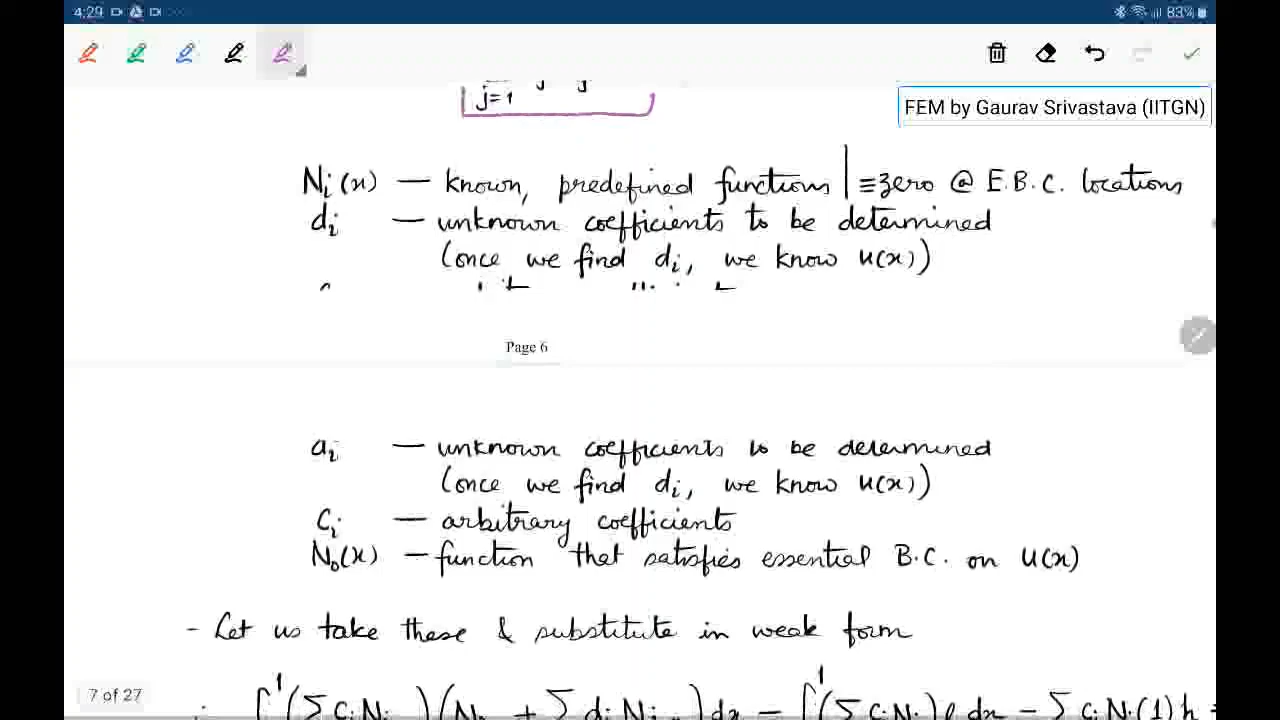 4:29
83%
j=1
FEM by Gaurav Srivastava (IITGN)
Nᵢ(x) — known, predefined functions | ≡zero @ E.B.C. locations
dᵢ — unknown coefficients to be determined
(once we find dᵢ, we know u(x))
Page 6
— unknown coefficients to be determined
(once we find dᵢ, we know u(x))
Cᵢ — arbitrary coefficients
N₀(x) — function that satisfies essential B.C. on u(x)
- Let us take these & substitute in weak form
7 of 27